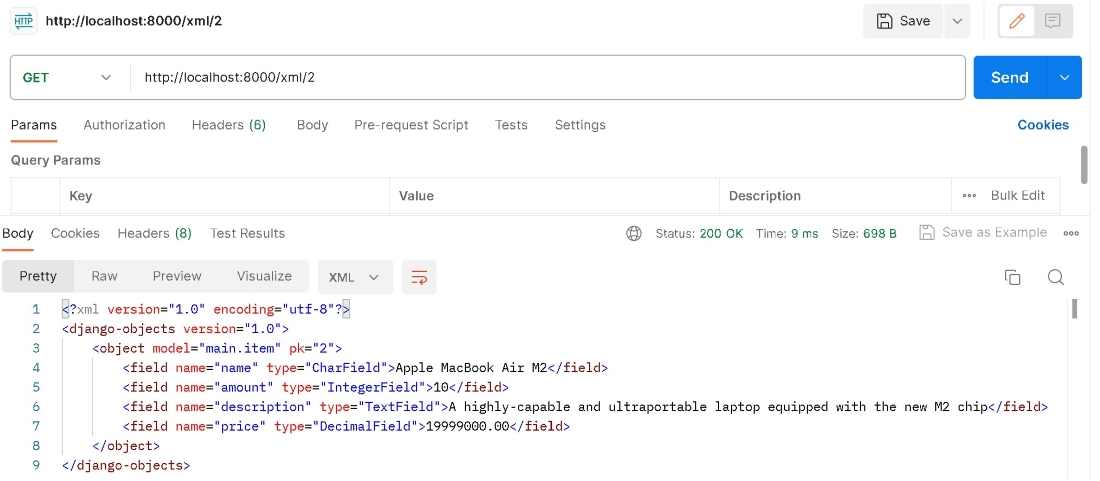 HTTP http://localhost:8000/xml/2 Save
GET http://localhost:8000/xml/2 Send
Params Authorization Headers (6) Body Pre-request Script Tests Settings Cookies
Query Params
Key Value Description ••• Bulk Edit
Body Cookies Headers (8) Test Results Status: 200 OK Time: 9 ms Size: 698 B Save as Example •••
Pretty Raw Preview Visualize XML
1 <?xml version="1.0" encoding="utf-8"?>
2 <django-objects version="1.0">
3 <object model="main.item" pk="2">
4 <field name="name" type="CharField">Apple MacBook Air M2</field>
5 <field name="amount" type="IntegerField">10</field>
6 <field name="description" type="TextField">A highly-capable and ultraportable laptop equipped with the new M2 chip</field>
7 <field name="price" type="DecimalField">19999000.00</field>
8 </object>
9 </django-objects>